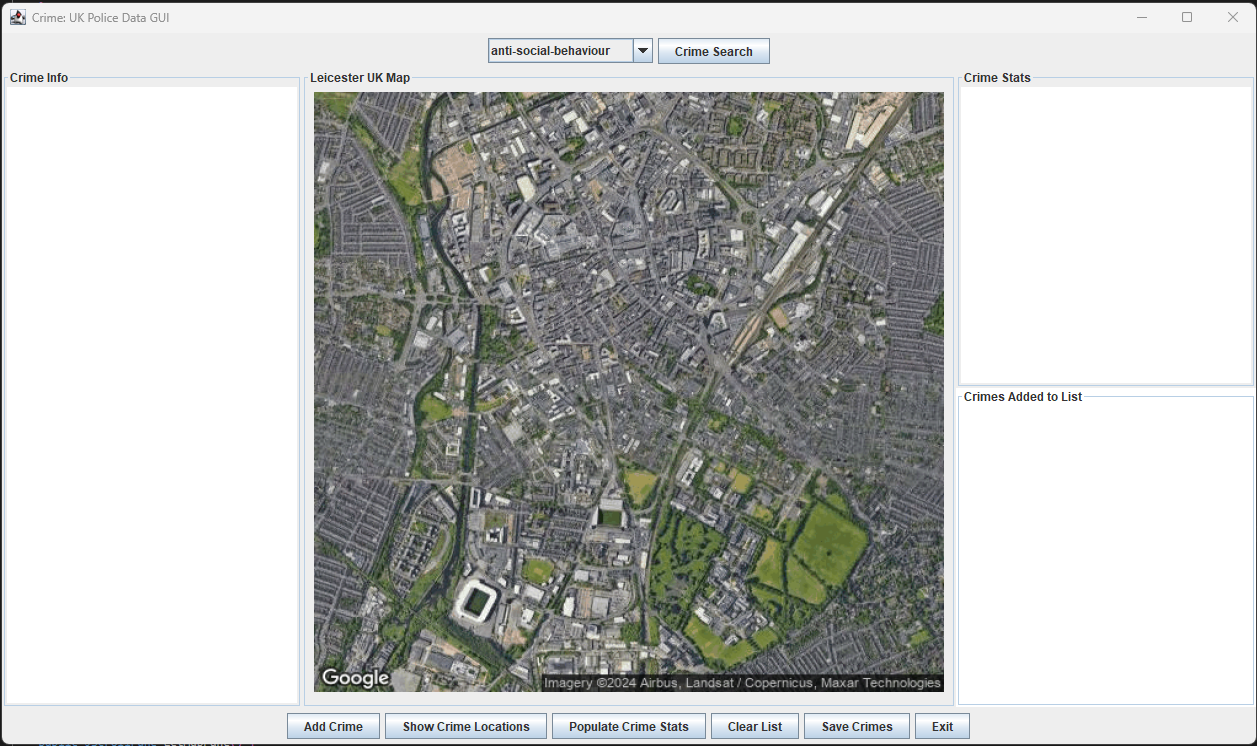 Crime: UK Police Data GUI
anti-social-behaviour
Crime Search
Crime Info
Leicester UK Map
Crime Stats
Crimes Added to List
Google
Imagery ©2024 Airbus, Landsat / Copernicus, Maxar Technologies
Add Crime
Show Crime Locations
Populate Crime Stats
Clear List
Save Crimes
Exit